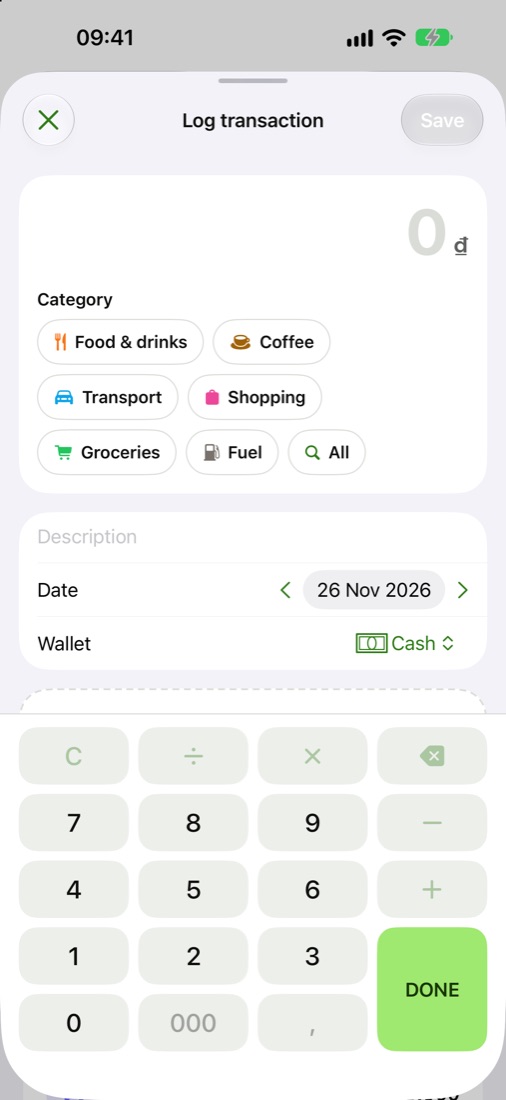 09:41
Log transaction
Save
0 ₫
Category
Food & drinks
Coffee
Transport
Shopping
Groceries
Fuel
All
Description
Date
26 Nov 2026
Wallet
Cash
C ÷ ×
7 8 9 −
4 5 6 +
1 2 3
DONE
0 000 ,